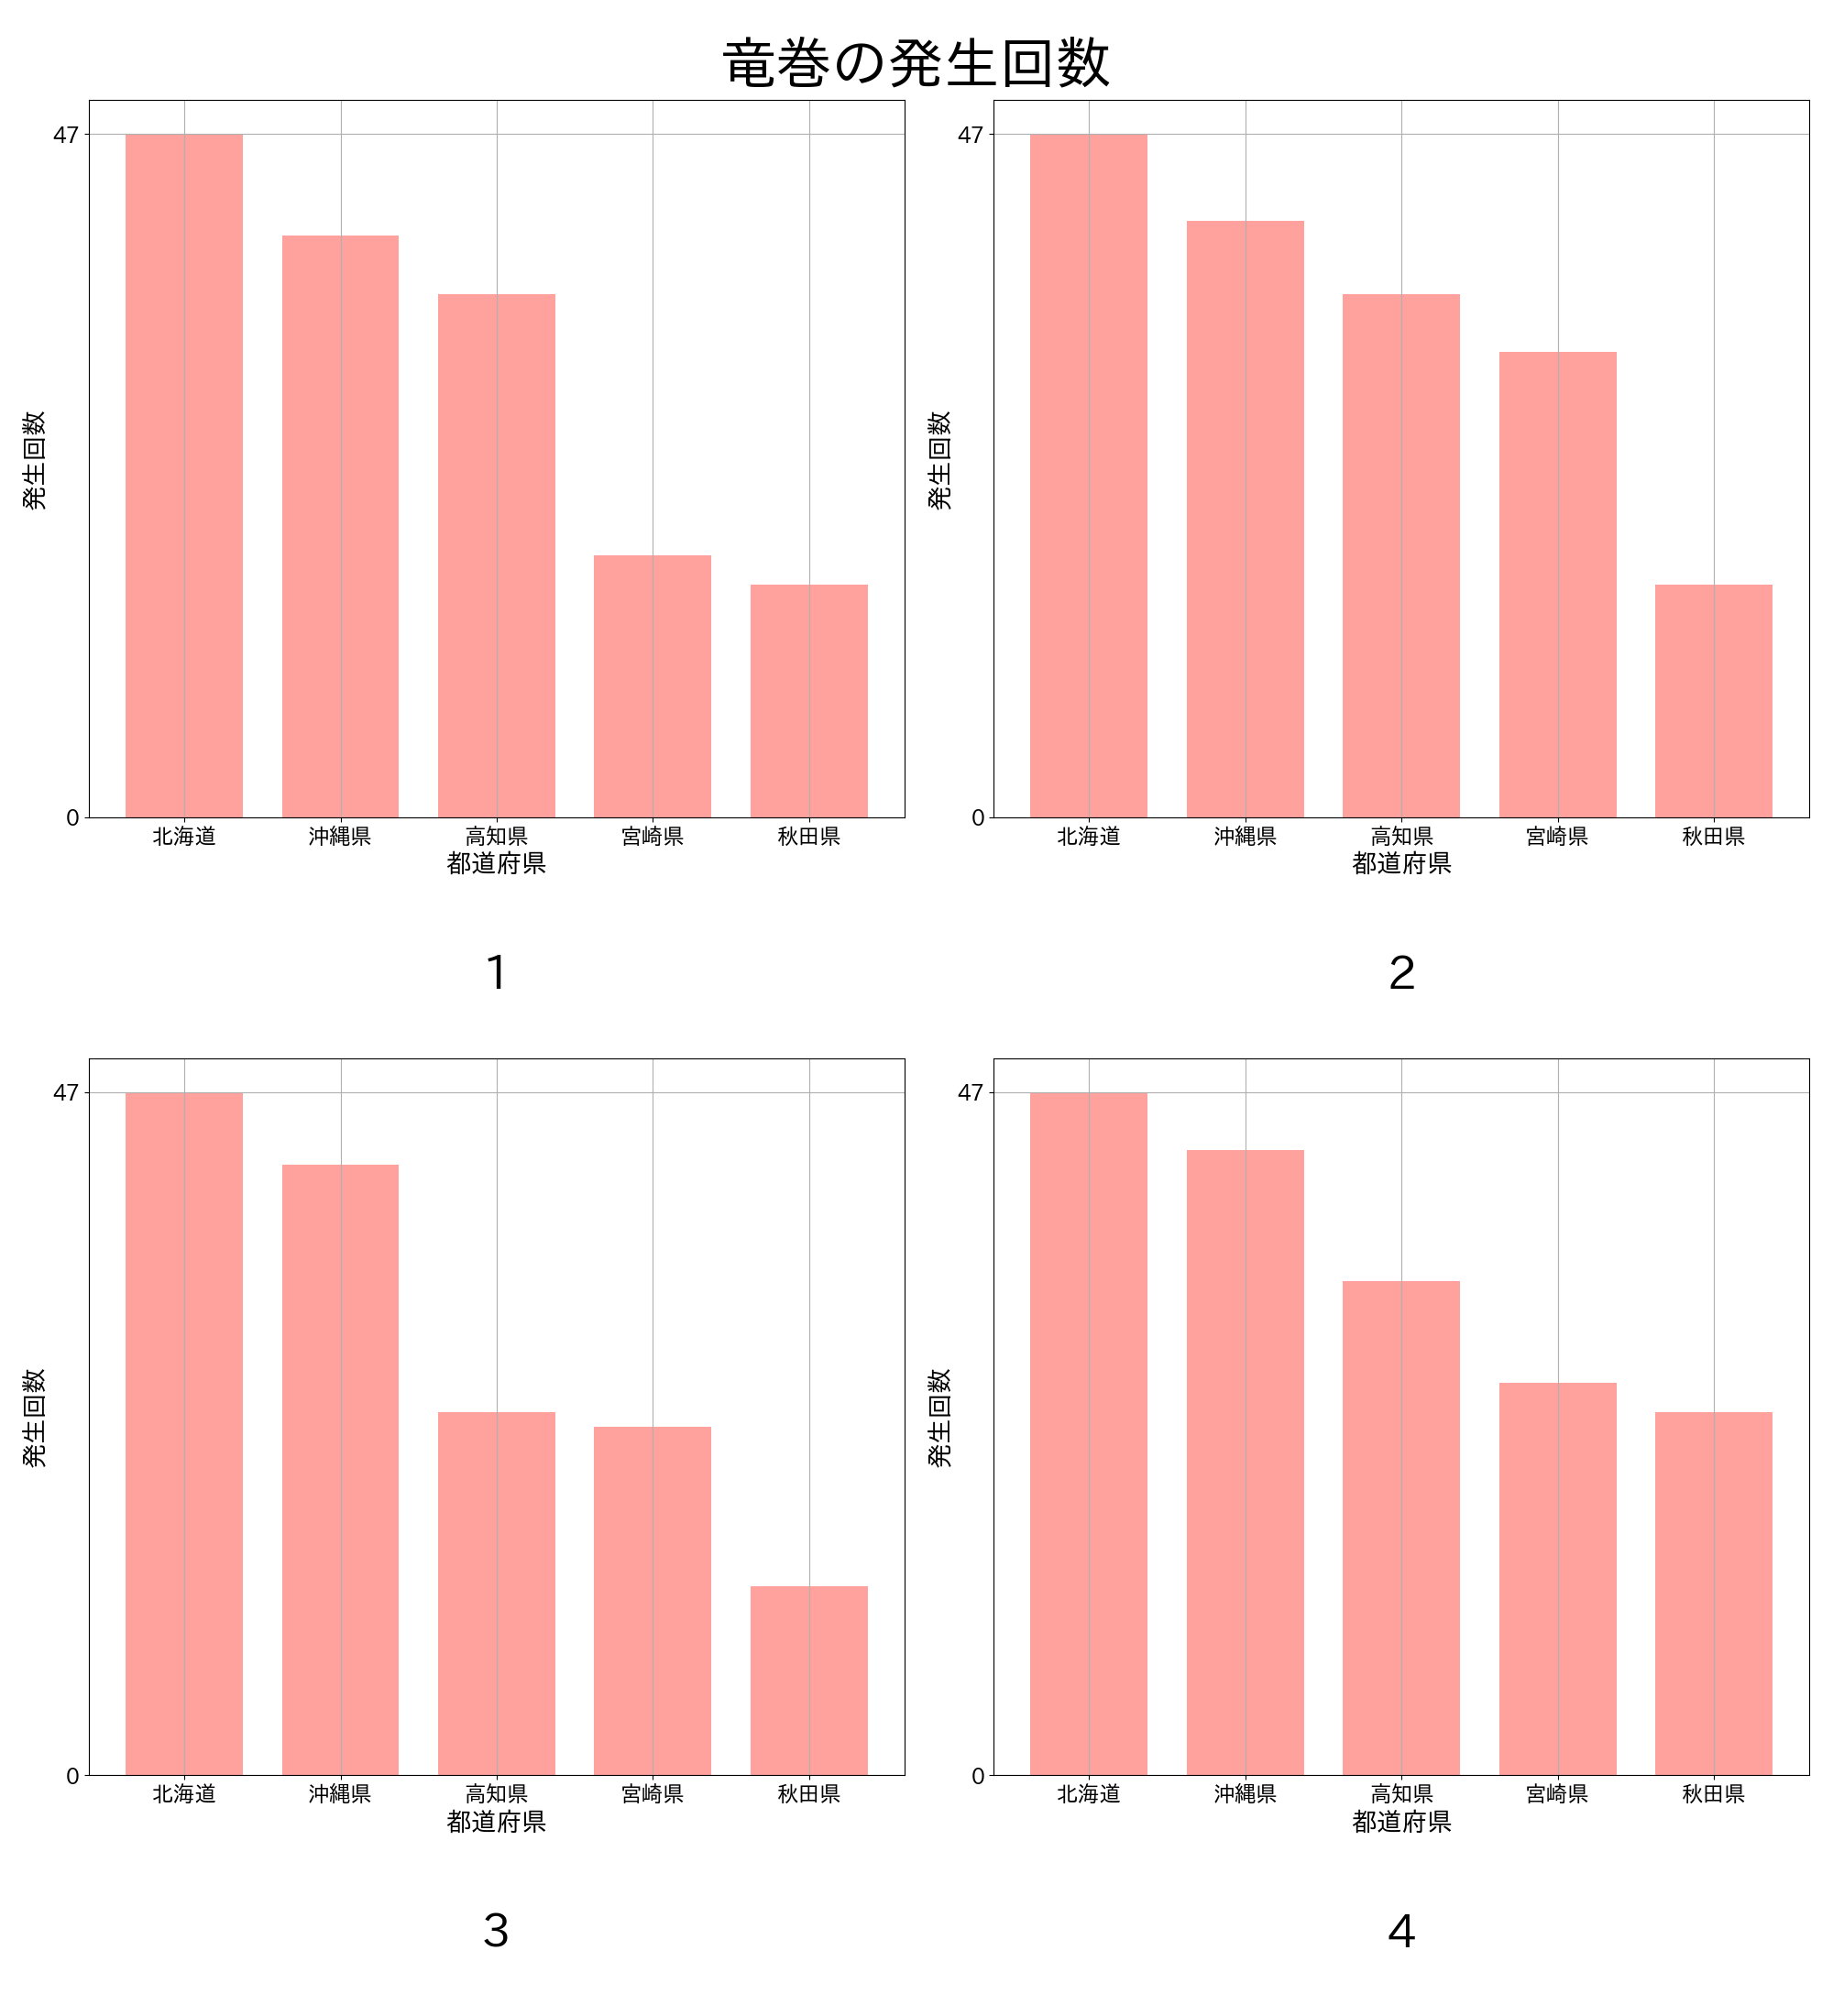 竜巻の発生回数
47
0
発生回数
北海道 沖縄県 高知県 宮崎県 秋田県
都道府県
1
47
0
発生回数
北海道 沖縄県 高知県 宮崎県 秋田県
都道府県
2
47
0
発生回数
北海道 沖縄県 高知県 宮崎県 秋田県
都道府県
3
47
0
発生回数
北海道 沖縄県 高知県 宮崎県 秋田県
都道府県
4